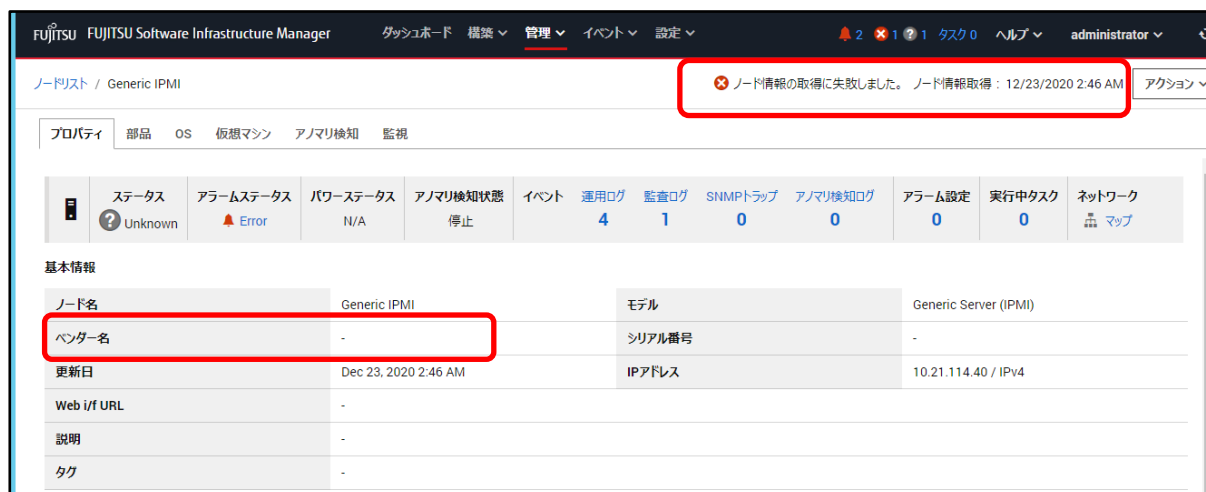 FUJITSU FUJITSU Software Infrastructure Manager ダッシュボード 構築 管理 イベント 設定 2 1 1 タスク 0 ヘルプ administrator
ノードリスト / Generic IPMI ノード情報の取得に失敗しました。 ノード情報取得 : 12/23/2020 2:46 AM アクション
プロパティ 部品 OS 仮想マシン アノマリ検知 監視
ステータス アラームステータス パワーステータス アノマリ検知状態 イベント 運用ログ 監査ログ SNMPトラップ アノマリ検知ログ アラーム設定 実行中タスク ネットワーク
Unknown Error N/A 停止 4 1 0 0 0 0 マップ
基本情報
ノード名 Generic IPMI モデル Generic Server (IPMI)
ベンダー名 - シリアル番号 -
更新日 Dec 23, 2020 2:46 AM IPアドレス 10.21.114.40 / IPv4
Web i/f URL -
説明 -
タグ -